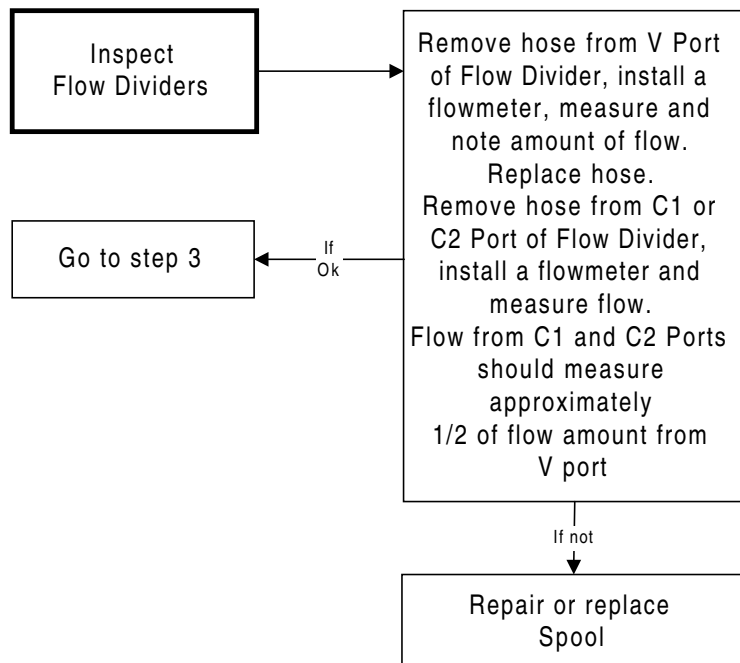 Inspect
Flow Dividers
Remove hose from V Port
of Flow Divider, install a
flowmeter, measure and
note amount of flow.
Replace hose.
Remove hose from C1 or
C2 Port of Flow Divider,
install a flowmeter and
measure flow.
Flow from C1 and C2 Ports
should measure
approximately
1/2 of flow amount from
V port
If
Ok
Go to step 3
If not
Repair or replace
Spool